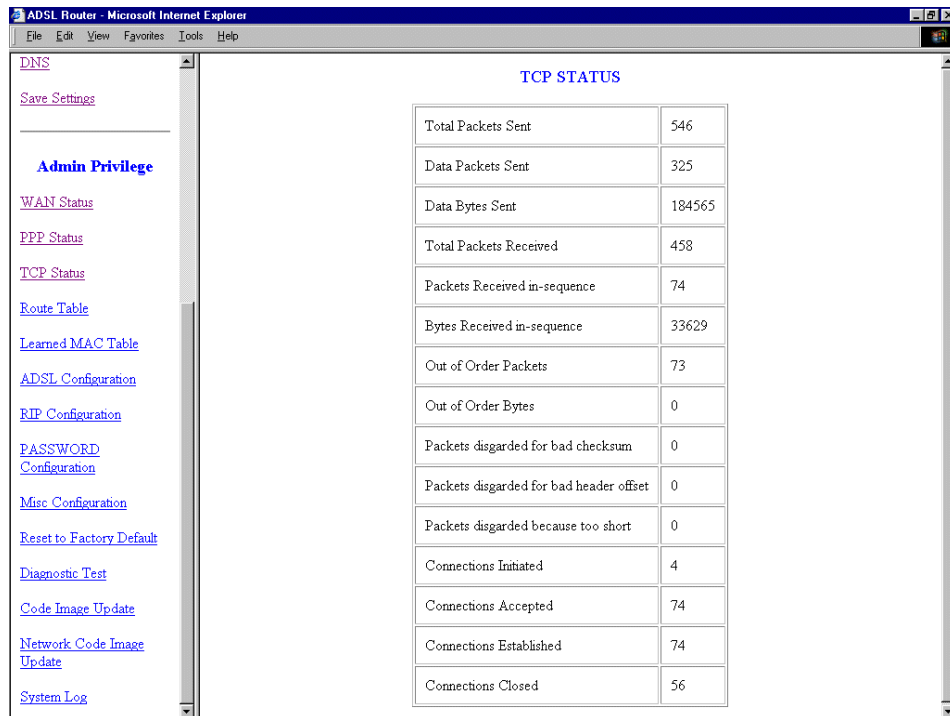 ADSL Router - Microsoft Internet Explorer
File Edit View Favorites Tools Help
DNS
Save Settings
Admin Privilege
WAN Status
PPP Status
TCP Status
Route Table
Learned MAC Table
ADSL Configuration
RIP Configuration
PASSWORD
Configuration
Misc Configuration
Reset to Factory Default
Diagnostic Test
Code Image Update
Network Code Image
Update
System Log
TCP STATUS
Total Packets Sent 546
Data Packets Sent 325
Data Bytes Sent 184565
Total Packets Received 458
Packets Received in-sequence 74
Bytes Received in-sequence 33629
Out of Order Packets 73
Out of Order Bytes 0
Packets disgarded for bad checksum 0
Packets disgarded for bad header offset 0
Packets disgarded because too short 0
Connections Initiated 4
Connections Accepted 74
Connections Established 74
Connections Closed 56